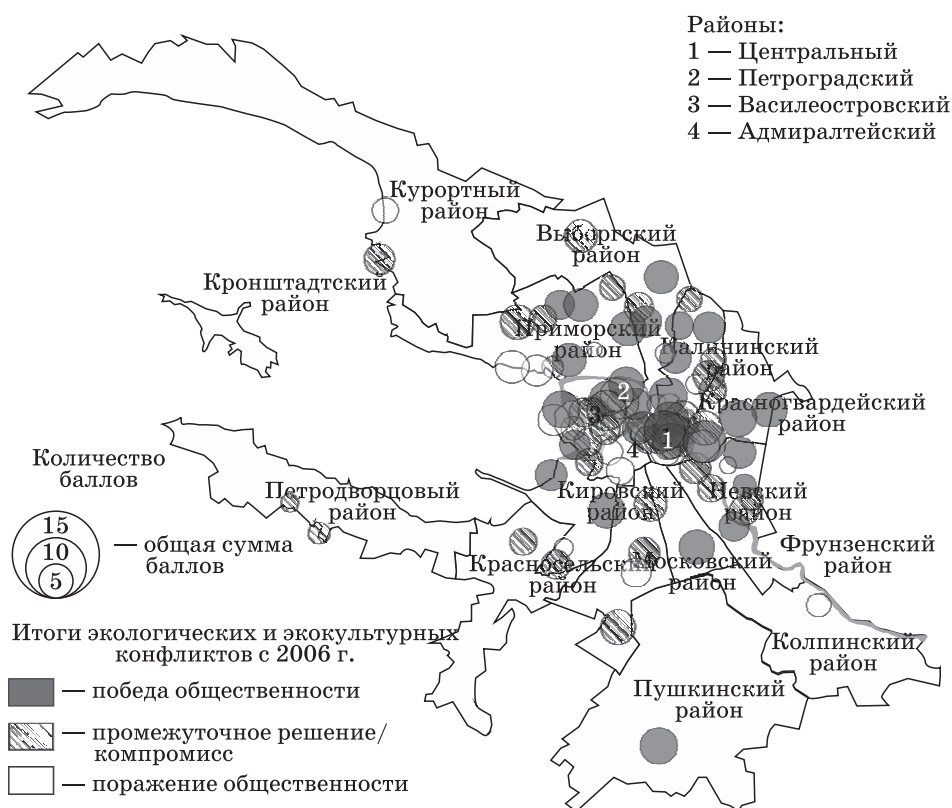 Районы:
1 — Центральный
2 — Петроградский
3 — Василеостровский
4 — Адмиралтейский
Курортный
район
Выборгский
район
Кронштадтский
район
Приморский
район
Калининский
район
Красногвардейский
район
2
3
1
4
Количество
баллов
15
10
5
— общая сумма
баллов
Петродворцовый
район
Кировский
район
Невский
район
Фрунзенский
район
Красносельский
район
Московский
район
Колпинский
район
Пушкинский
район
Итоги экологических и экокультурных
конфликтов с 2006 г.
— победа общественности
— промежуточное решение/
компромисс
— поражение общественности